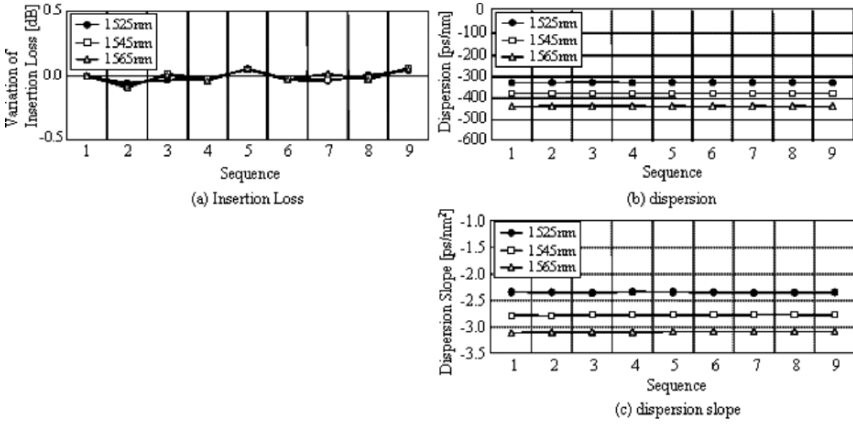 0.5
0.0
-0.5
Variation of
Insertion Loss [dB]
1525nm
1545nm
1565nm
1 2 3 4 5 6 7 8 9
Sequence
(a) Insertion Loss
0
-100
-200
-300
-400
-500
-600
Dispersion [ps/nm]
1525nm
1545nm
1565nm
1 2 3 4 5 6 7 8 9
Sequence
(b) dispersion
-1.0
-1.5
-2.0
-2.5
-3.0
-3.5
Dispersion Slope [ps/nm²]
1525nm
1545nm
1565nm
1 2 3 4 5 6 7 8 9
Sequence
(c) dispersion slope